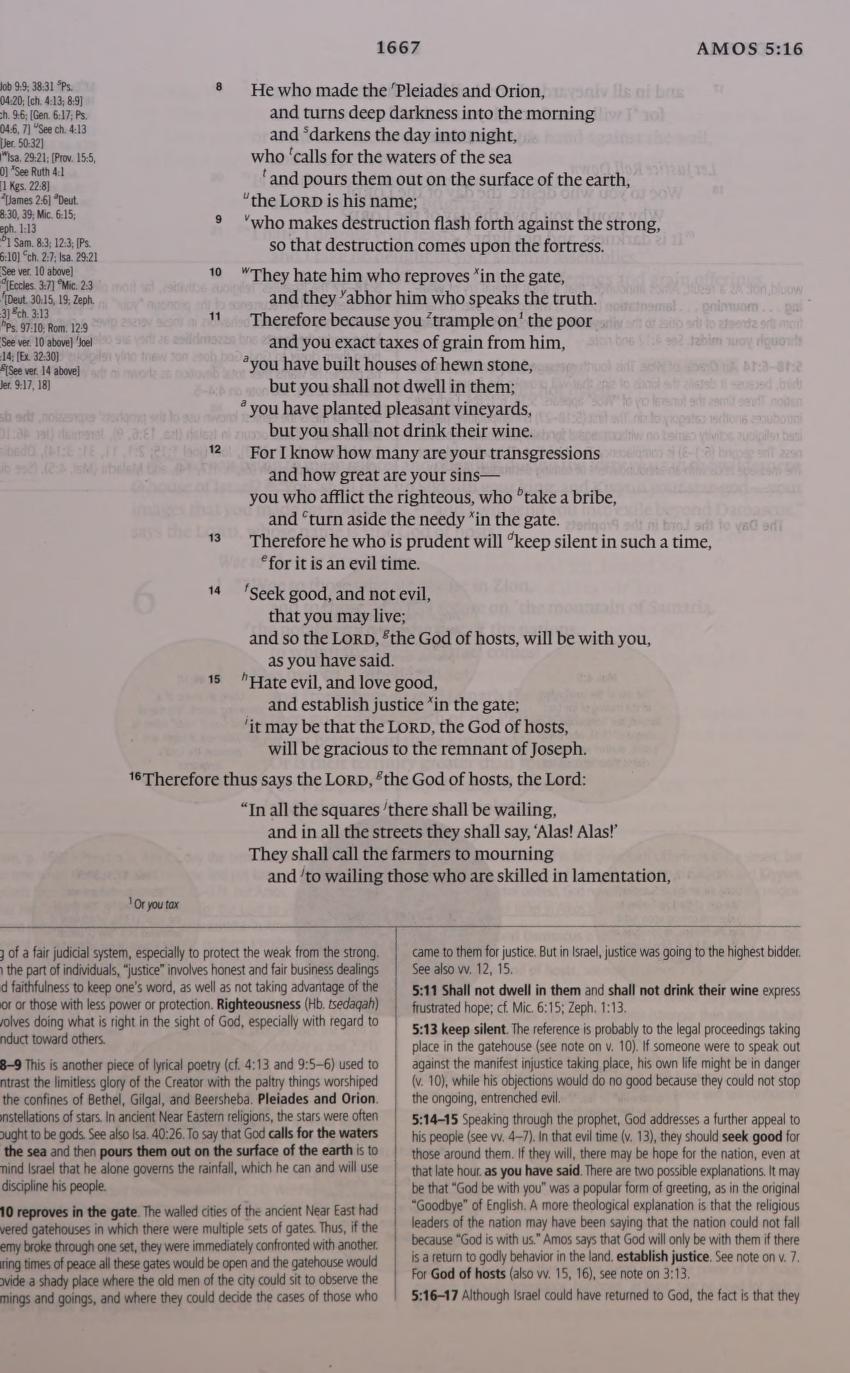 1667
AMOS 5:16
Job 9:9; 38:31 sPs.
04:20; [ch. 4:13; 8:9]
ch. 9:6; [Gen. 6:17; Ps.
04:6, 7] uSee ch. 4:13
[Jer. 50:32]
wIsa. 29:21; [Prov. 15:5,
0] xSee Ruth 4:1
[1 Kgs. 22:8]
z[James 2:6] aDeut.
8:30, 39; Mic. 6:15;
eph. 1:13
b1 Sam. 8:3; 12:3; [Ps.
6:10] cch. 2:7; Isa. 29:21
[See ver. 10 above]
d[Eccles. 3:7] eMic. 2:3
f[Deut. 30:15, 19; Zeph.
3] gch. 3:13
hPs. 97:10; Rom. 12:9
[See ver. 10 above] iJoel
14; [Ex. 32:30]
g[See ver. 14 above]
Jer. 9:17, 18]
8 He who made the rPleiades and Orion,
and turns deep darkness into the morning
and sdarkens the day into night,
who tcalls for the waters of the sea
tand pours them out on the surface of the earth,
uthe LORD is his name;
9 vwho makes destruction flash forth against the strong,
so that destruction comes upon the fortress.
10 wThey hate him who reproves xin the gate,
and they yabhor him who speaks the truth.
11 Therefore because you ztrample on1 the poor
and you exact taxes of grain from him,
ayou have built houses of hewn stone,
but you shall not dwell in them;
ayou have planted pleasant vineyards,
but you shall not drink their wine.
12 For I know how many are your transgressions
and how great are your sins—
you who afflict the righteous, who btake a bribe,
and cturn aside the needy xin the gate.
13 Therefore he who is prudent will dkeep silent in such a time,
efor it is an evil time.
14 fSeek good, and not evil,
that you may live;
and so the LORD, gthe God of hosts, will be with you,
as you have said.
15 hHate evil, and love good,
and establish justice xin the gate;
iit may be that the LORD, the God of hosts,
will be gracious to the remnant of Joseph.
16 Therefore thus says the LORD, gthe God of hosts, the Lord:
“In all the squares jthere shall be wailing,
and in all the streets they shall say, ‘Alas! Alas!’
They shall call the farmers to mourning
and jto wailing those who are skilled in lamentation,
1 Or you tax
g of a fair judicial system, especially to protect the weak from the strong.
n the part of individuals, “justice” involves honest and fair business dealings
d faithfulness to keep one’s word, as well as not taking advantage of the
or or those with less power or protection. Righteousness (Hb. tsedaqah)
volves doing what is right in the sight of God, especially with regard to
nduct toward others.
8–9 This is another piece of lyrical poetry (cf. 4:13 and 9:5–6) used to
ntrast the limitless glory of the Creator with the paltry things worshiped
the confines of Bethel, Gilgal, and Beersheba. Pleiades and Orion.
nstellations of stars. In ancient Near Eastern religions, the stars were often
ought to be gods. See also Isa. 40:26. To say that God calls for the waters
the sea and then pours them out on the surface of the earth is to
mind Israel that he alone governs the rainfall, which he can and will use
discipline his people.
10 reproves in the gate. The walled cities of the ancient Near East had
vered gatehouses in which there were multiple sets of gates. Thus, if the
emy broke through one set, they were immediately confronted with another.
uring times of peace all these gates would be open and the gatehouse would
ovide a shady place where the old men of the city could sit to observe the
mings and goings, and where they could decide the cases of those who
came to them for justice. But in Israel, justice was going to the highest bidder.
See also vv. 12, 15.
5:11 Shall not dwell in them and shall not drink their wine express
frustrated hope; cf. Mic. 6:15; Zeph. 1:13.
5:13 keep silent. The reference is probably to the legal proceedings taking
place in the gatehouse (see note on v. 10). If someone were to speak out
against the manifest injustice taking place, his own life might be in danger
(v. 10), while his objections would do no good because they could not stop
the ongoing, entrenched evil.
5:14–15 Speaking through the prophet, God addresses a further appeal to
his people (see vv. 4–7). In that evil time (v. 13), they should seek good for
those around them. If they will, there may be hope for the nation, even at
that late hour. as you have said. There are two possible explanations. It may
be that “God be with you” was a popular form of greeting, as in the original
“Goodbye” of English. A more theological explanation is that the religious
leaders of the nation may have been saying that the nation could not fall
because “God is with us.” Amos says that God will only be with them if there
is a return to godly behavior in the land. establish justice. See note on v. 7.
For God of hosts (also vv. 15, 16), see note on 3:13.
5:16–17 Although Israel could have returned to God, the fact is that they